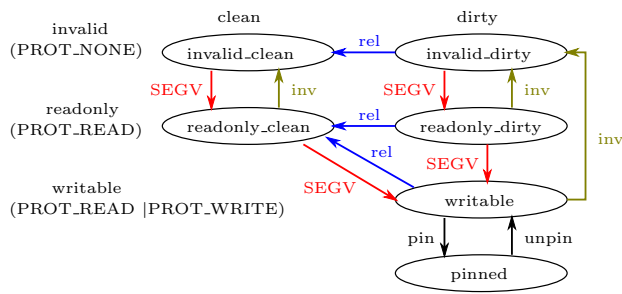 clean dirty
invalid
(PROT_NONE)
invalid_clean rel invalid_dirty
SEGV inv SEGV inv
readonly
(PROT_READ)
readonly_clean rel readonly_dirty
inv
rel SEGV
SEGV
writable
(PROT_READ |PROT_WRITE)
writable
pin unpin
pinned